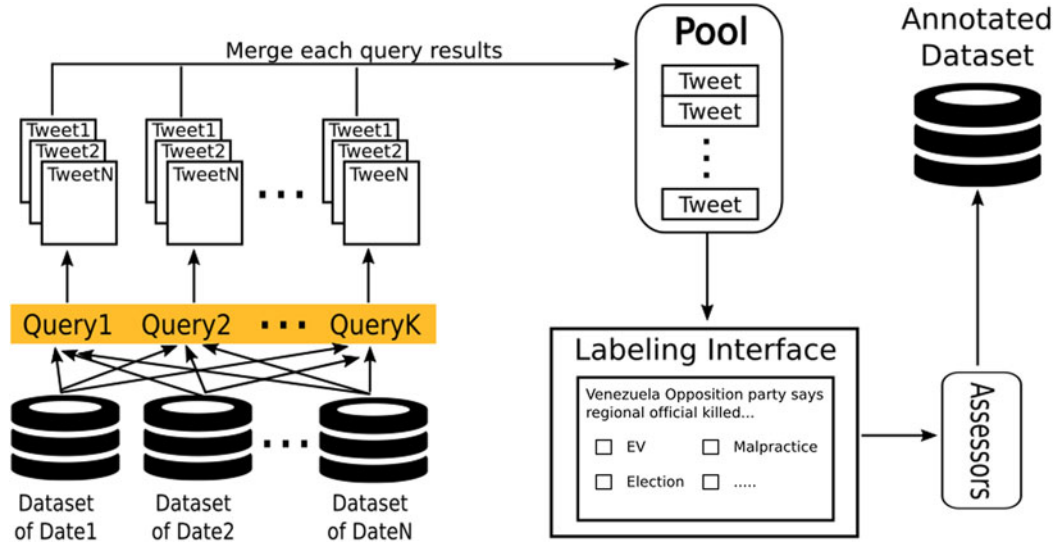 Merge each query results
Tweet1
Tweet2
TweetN
Tweet1
Tweet2
TweetN
...
Tweet1
Tweet2
TweeN
Query1 Query2 ... QueryK
...
Dataset
of Date1
Dataset
of Date2
Dataset
of DateN
Pool
Tweet
Tweet
Tweet
Labeling Interface
Venezuela Opposition party says
regional official killed...
EV Malpractice
Election .....
Assessors
Annotated
Dataset